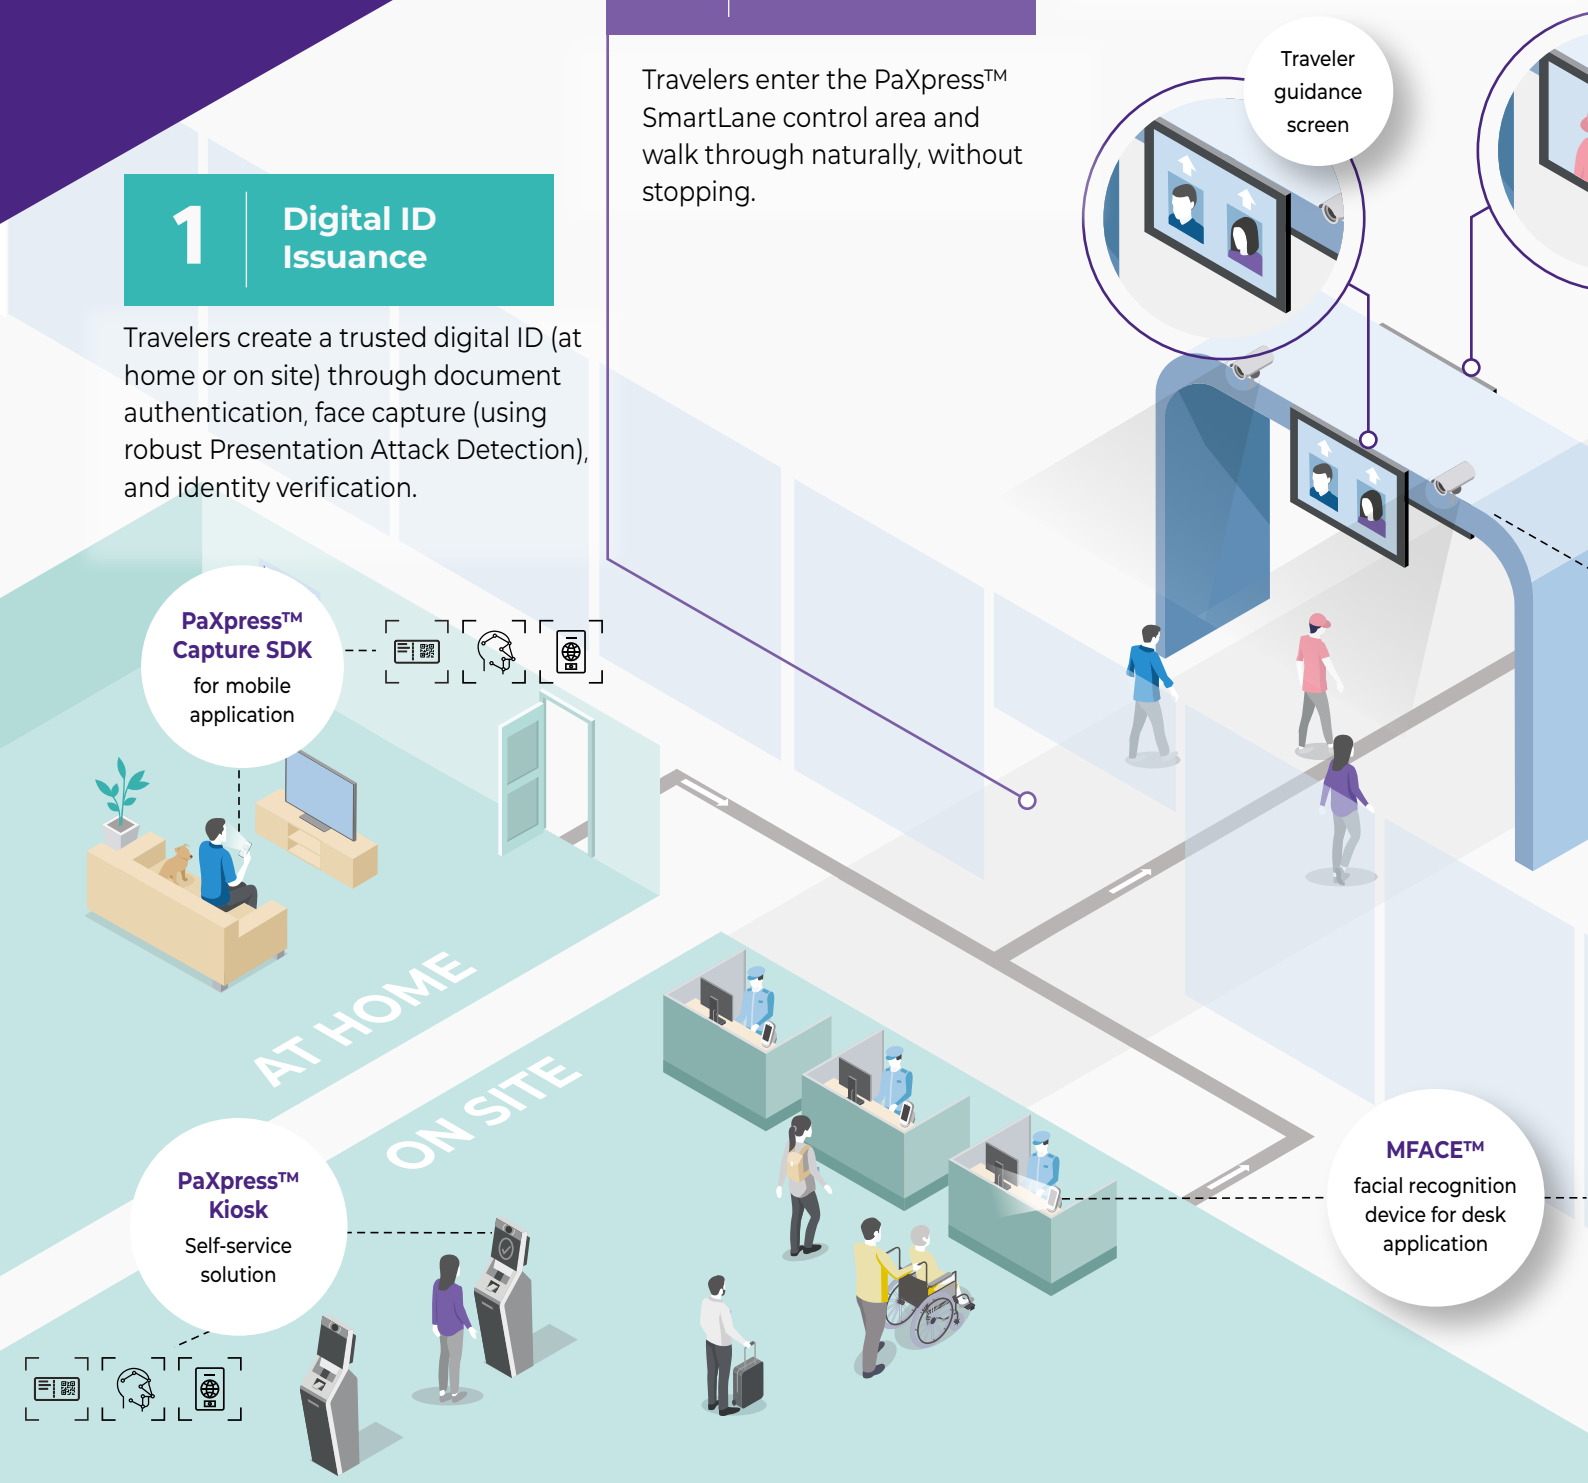 Travelers enter the PaXpress™
SmartLane control area and
walk through naturally, without
stopping.
Traveler
guidance
screen
1
Digital ID
Issuance
Travelers create a trusted digital ID (at
home or on site) through document
authentication, face capture (using
robust Presentation Attack Detection),
and identity verification.
PaXpress™
Capture SDK
for mobile
application
AT HOME
ON SITE
PaXpress™
Kiosk
Self-service
solution
MFACE™
facial recognition
device for desk
application